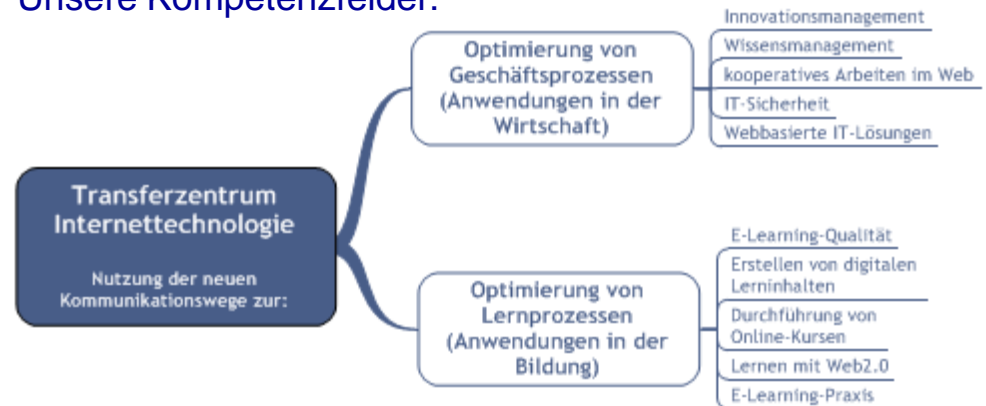 Unsere Kompetenzfelder:
Transferzentrum
Internettechnologie
Nutzung der neuen
Kommunikationswege zur:
Optimierung von
Geschäftsprozessen
(Anwendungen in der
Wirtschaft)
Innovationsmanagement
Wissensmanagement
kooperatives Arbeiten im Web
IT-Sicherheit
Webbasierte IT-Lösungen
Optimierung von
Lernprozessen
(Anwendungen in der
Bildung)
E-Learning-Qualität
Erstellen von digitalen
Lerninhalten
Durchführung von
Online-Kursen
Lernen mit Web2.0
E-Learning-Praxis